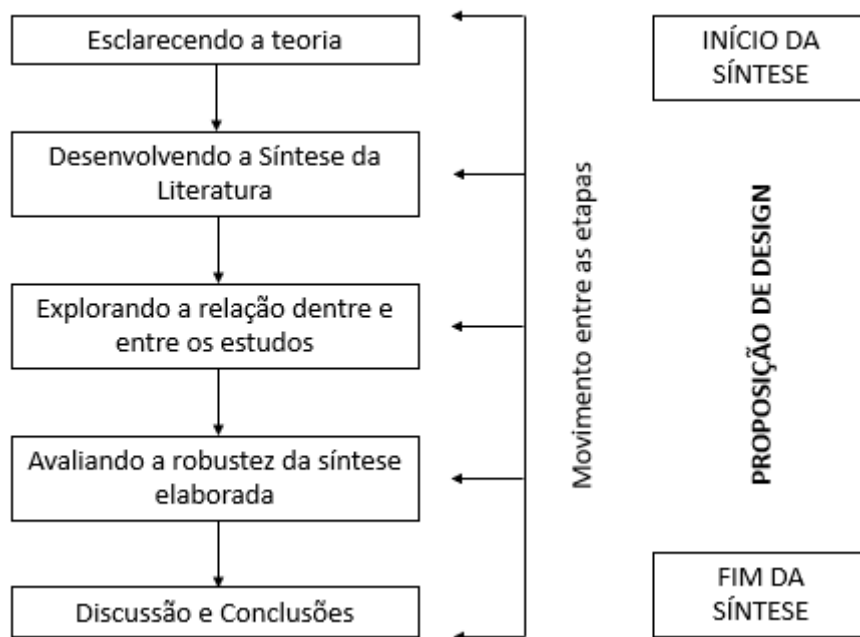 Esclarecendo a teoria
Desenvolvendo a Síntese da
Literatura
Explorando a relação dentre e
entre os estudos
Avaliando a robustez da síntese
elaborada
Discussão e Conclusões
Movimento entre as etapas
INÍCIO DA
SÍNTESE
PROPOSIÇÃO DE DESIGN
FIM DA
SÍNTESE